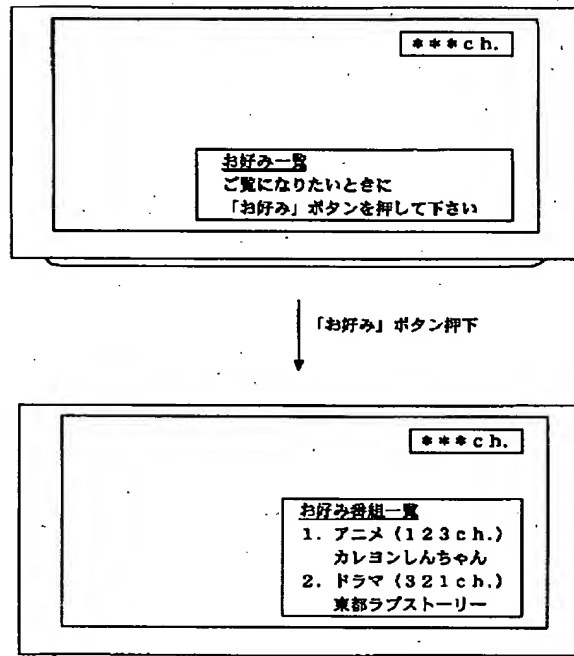 ***ch.
お好み一覧
ご覧になりたいときに
「お好み」ボタンを押して下さい
「お好み」ボタン押下
***ch.
お好み番組一覧
1．アニメ（123ch.）
カレヨンしんちゃん
2．ドラマ（321ch.）
東都ラブストーリー